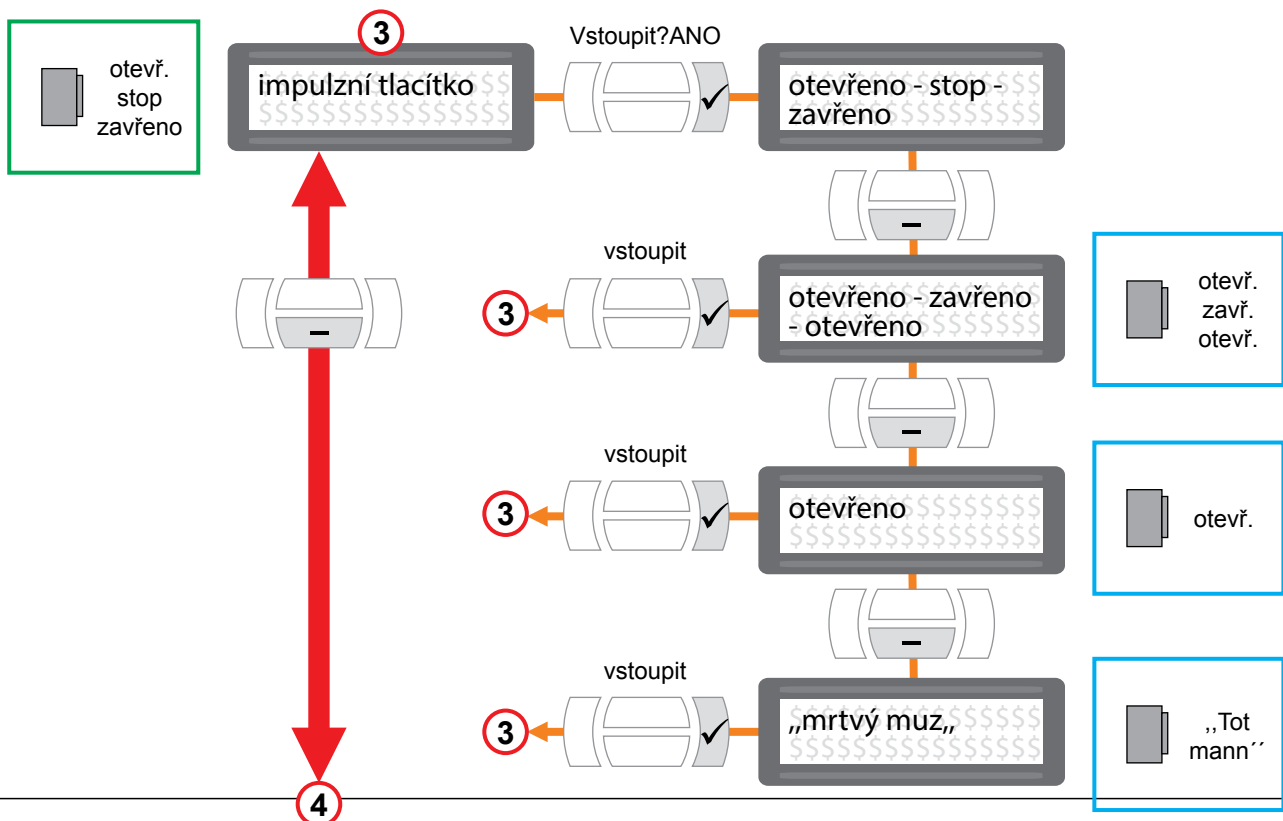 3
Vstoupit?ANO
otevř.
stop
zavřeno
impulzní tlacítko
$$$$$$$$$$$$$$$$
otevřeno - stop -
zavřeno
vstoupit
3
otevřeno - zavřeno
- otevřeno
otevř.
zavř.
otevř.
vstoupit
3
otevřeno
$$$$$$$$$$$$$$$$
otevř.
vstoupit
3
„mrtvý muz„
$$$$$$$$$$$$$$$$
,,Tot
mann´´
4